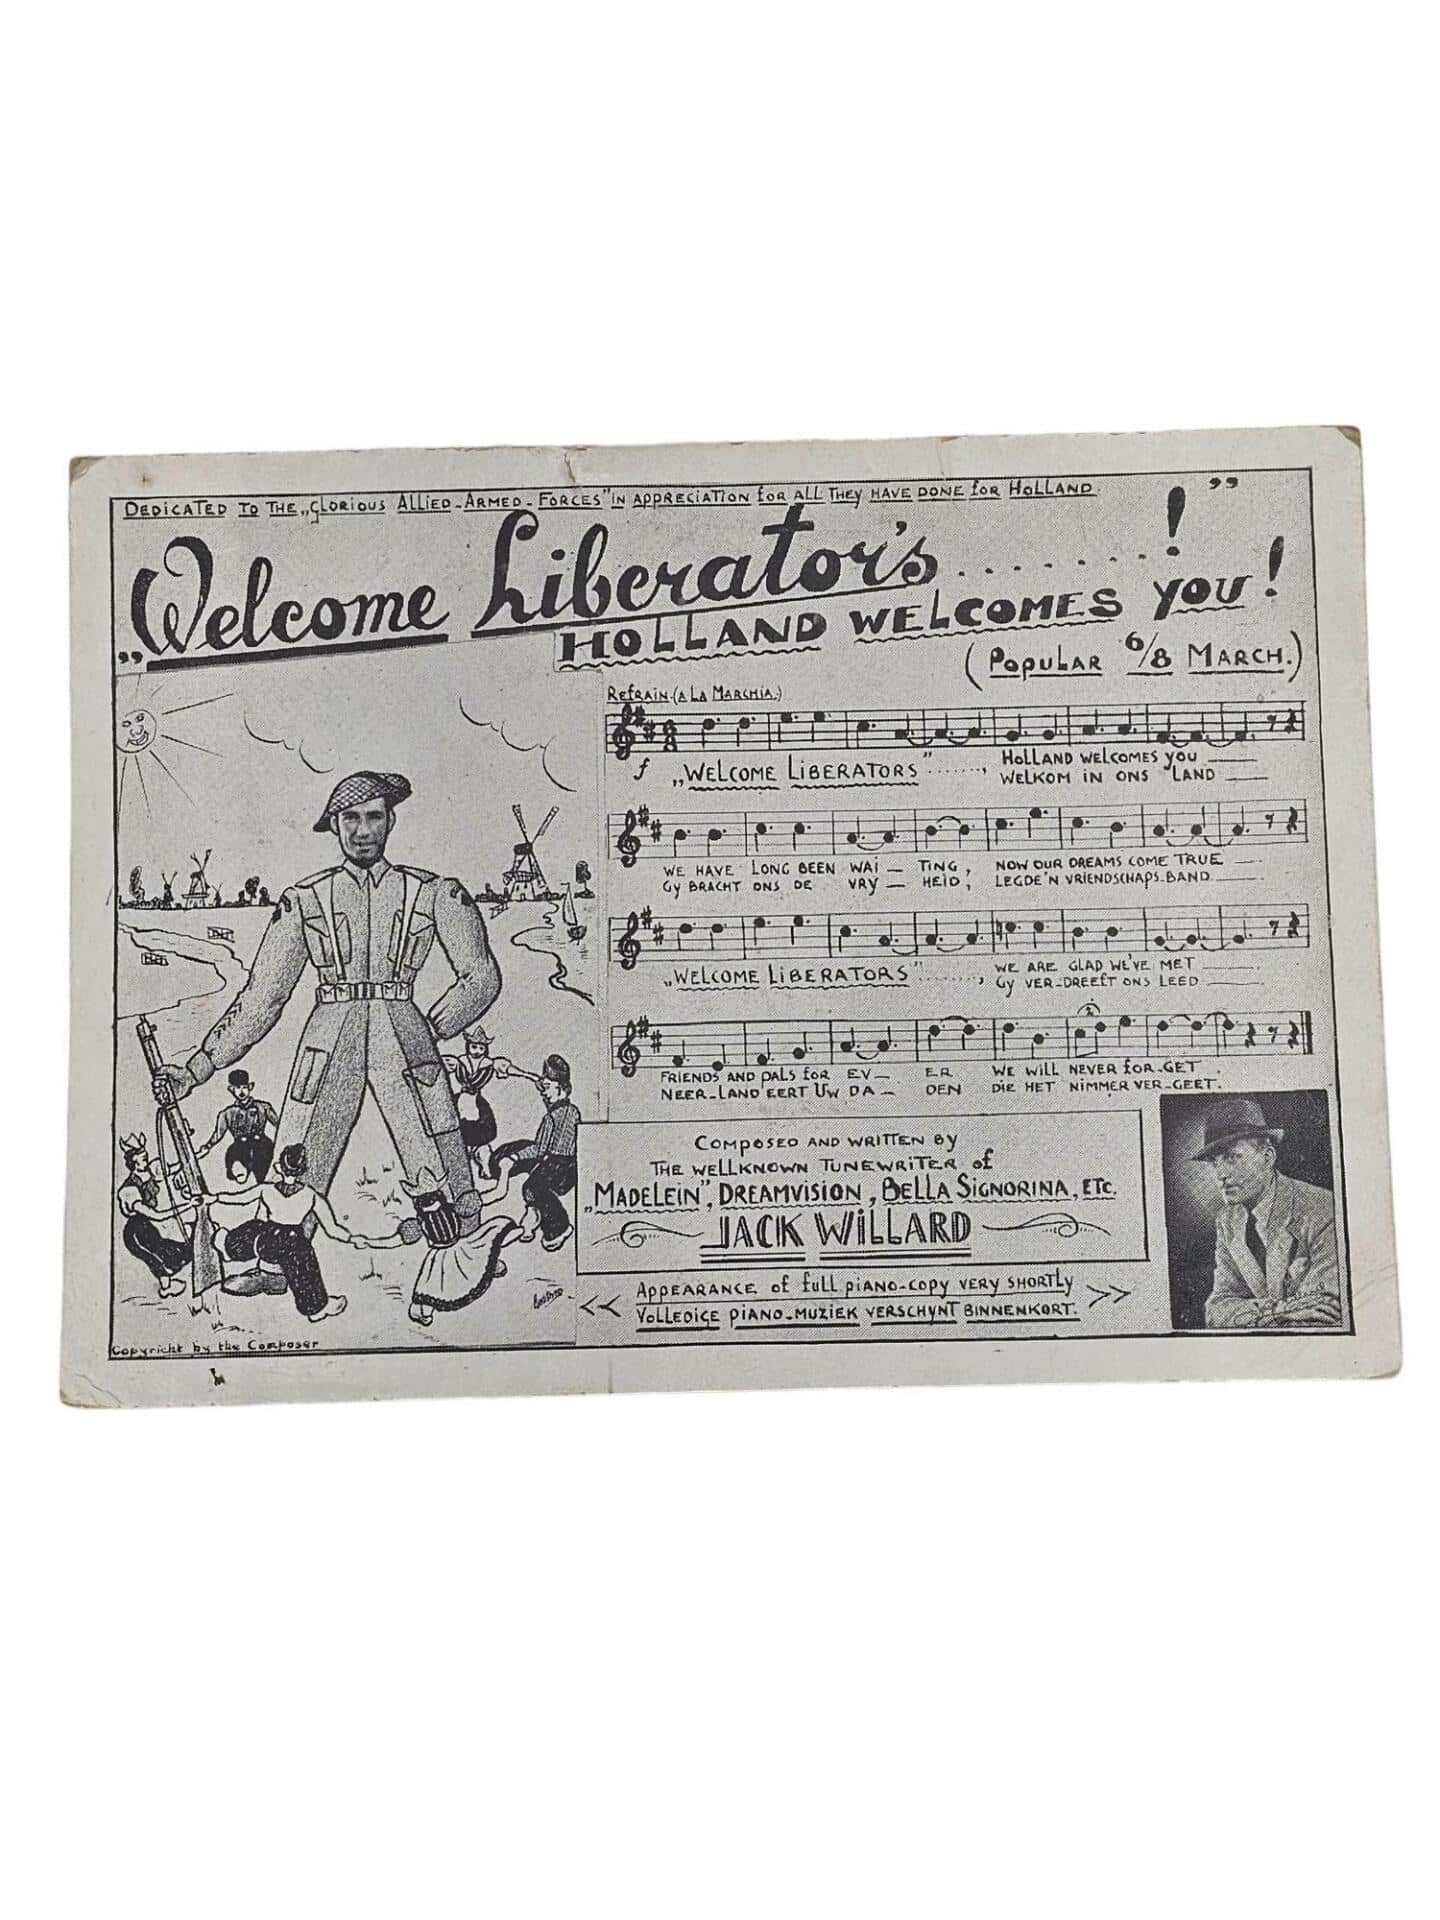 DEDICATED TO THE „GLORIOUS ALLIED-ARMED-FORCES" IN APPRECIATION for ALL THEY HAVE DONE for HOLLAND.
„Welcome Liberator's ........! ”
HOLLAND WELCOMES YOU!
(POPULAR 6/8 MARCH.)
REFRAIN. (A LA MARCHIA.)
f „WELCOME LIBERATORS" ......., HOLLAND WELCOMES YOU
WELKOM IN ONS LAND
WE HAVE LONG BEEN WAI - TING, NOW OUR DREAMS COME TRUE
GY BRACHT ONS DE VRY - HEID, LEGDE'N VRIENDSCHAPS-BAND
„WELCOME LIBERATORS" ......., WE ARE GLAD WE'VE MET
GY VER-DREEFT ONS LEED
FRIENDS AND PALS for EV - ER WE WILL NEVER for-GET.
NEER-LAND EERT UW DA - DEN DIE HET NIMMER VER-GEET.
2
COMPOSED AND WRITTEN BY
THE WELLKNOWN TUNEWRITER of
„MADELEIN", DREAMVISION, BELLA SIGNORINA, ETC.
JACK WILLARD
<< APPEARANCE of full PIANO-COPY VERY SHORTLY >>
VOLLEDIGE PIANO-MUZIEK VERSCHYNT BINNENKORT.
Copyricht by the Composer